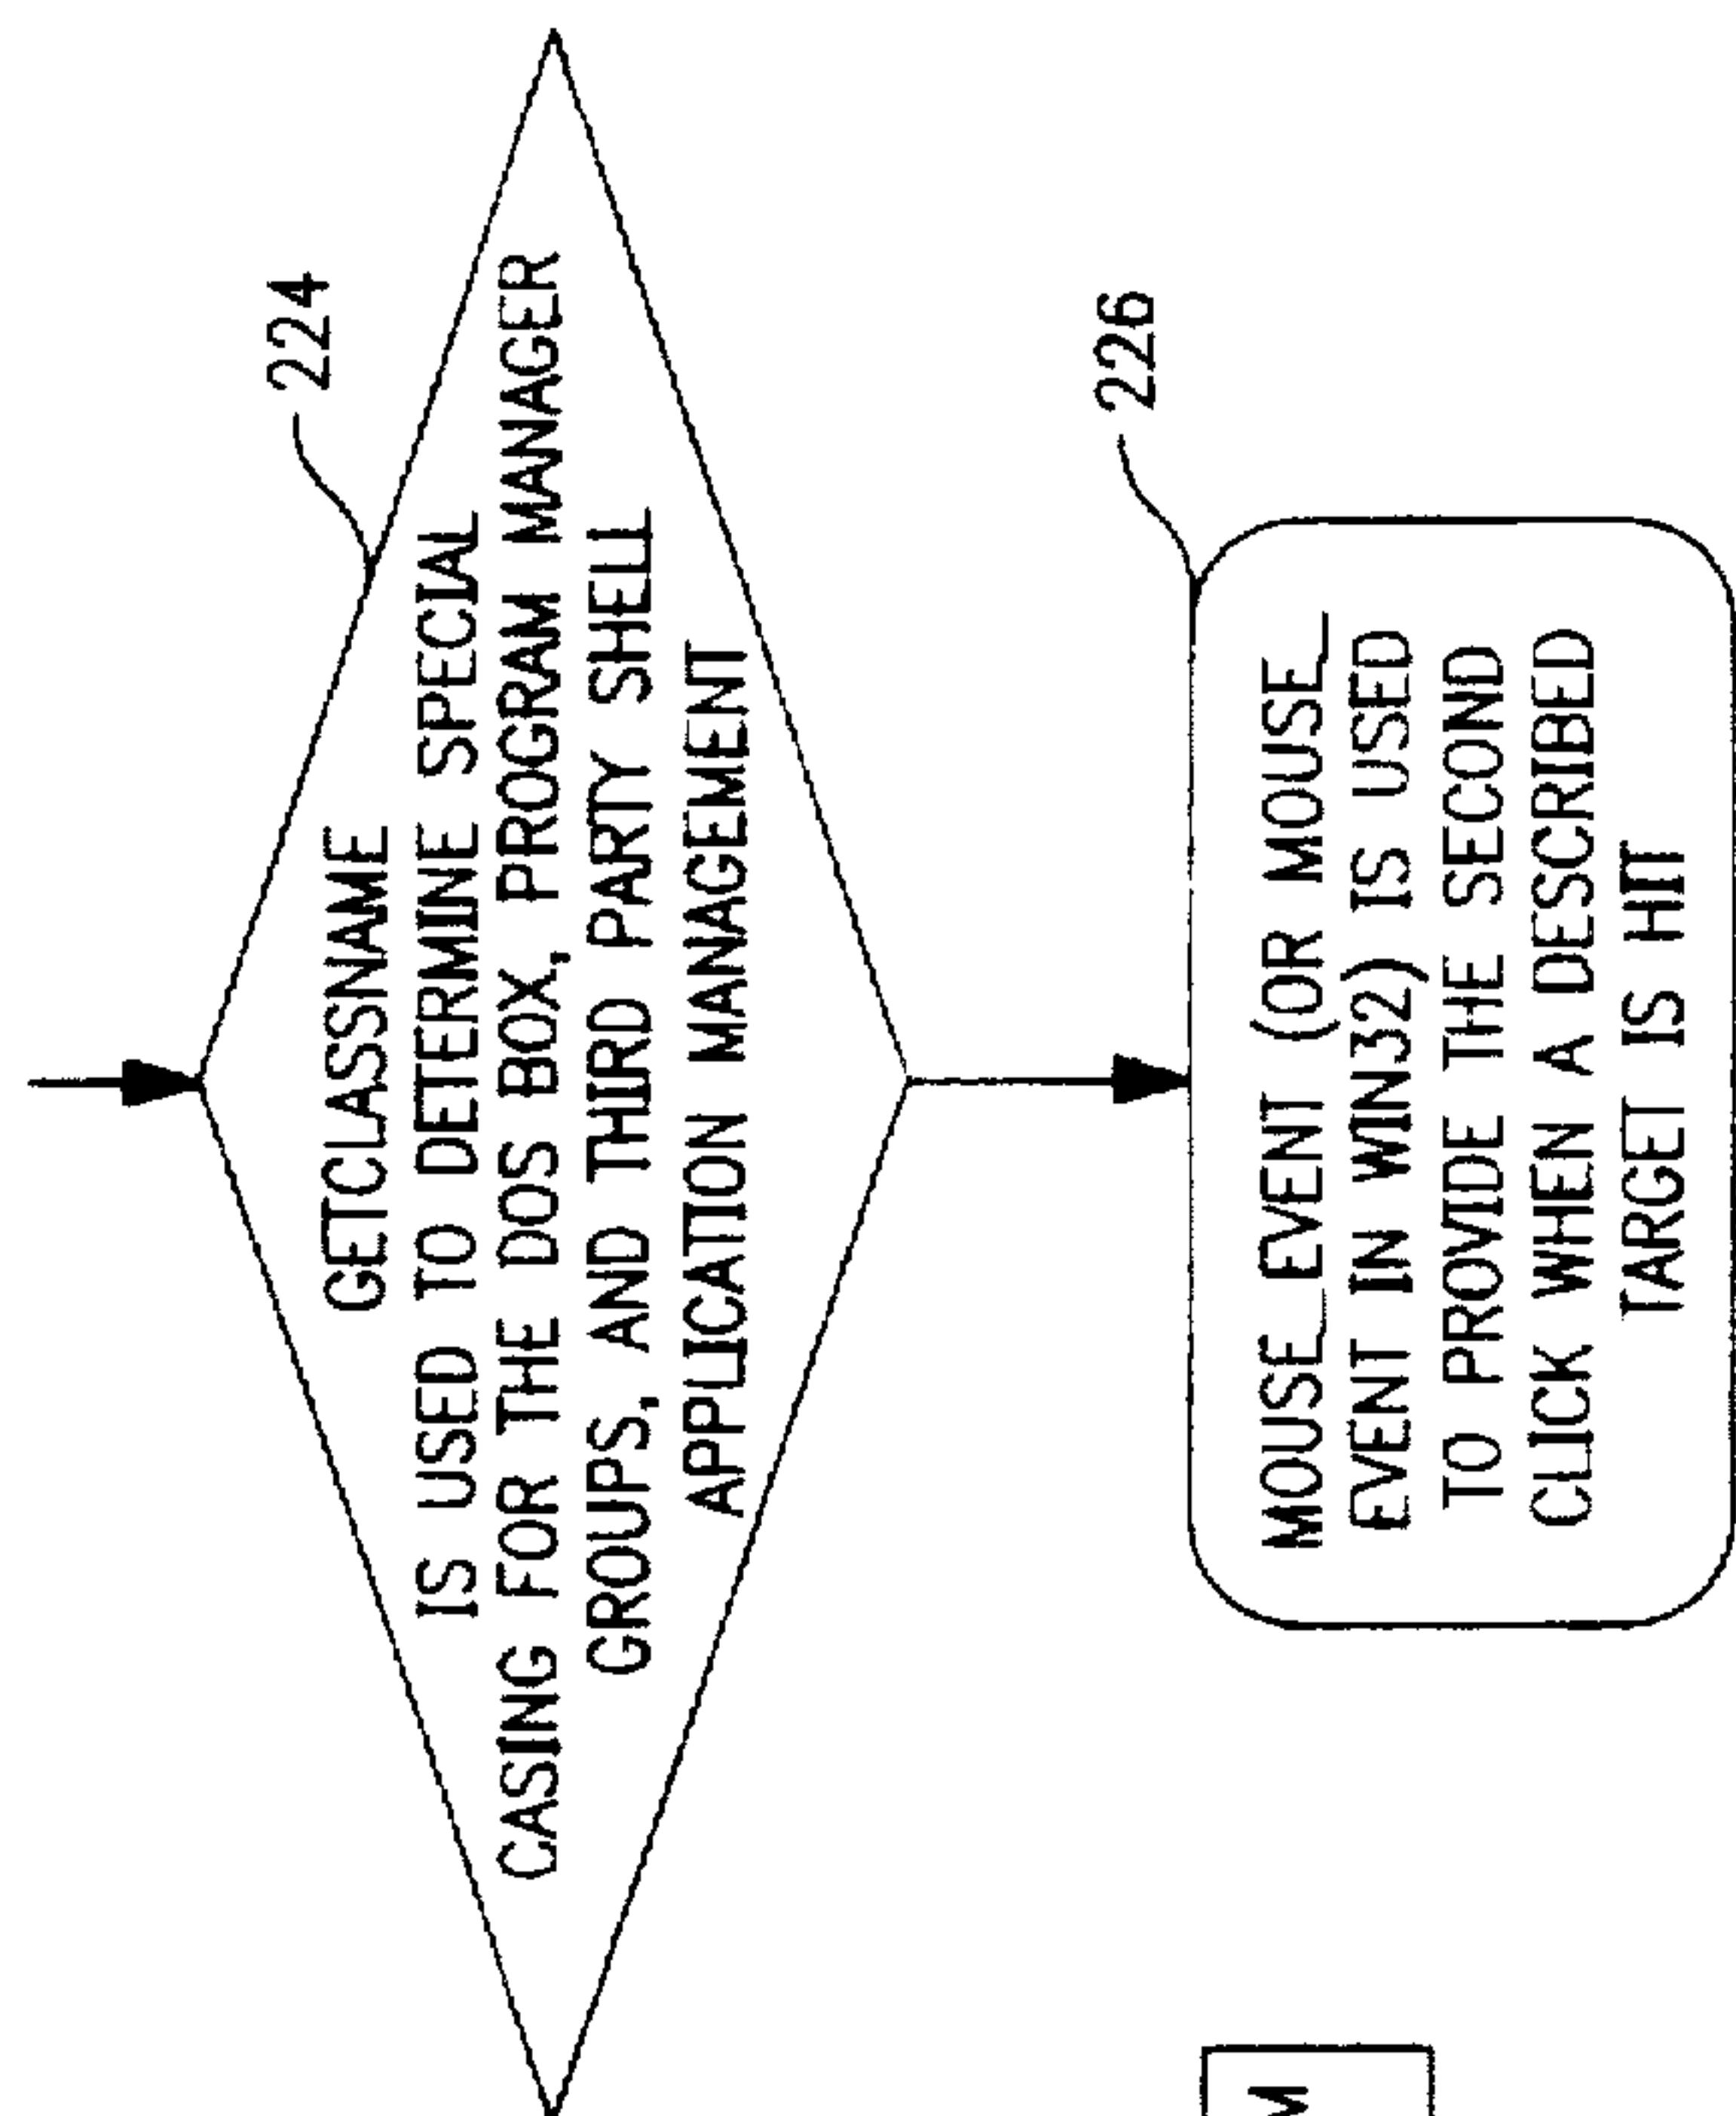 224
GETCLASSNAME
IS USED TO DETERMINE SPECIAL
CASING FOR THE DOS BOX, PROGRAM MANAGER
GROUPS, AND THIRD PARTY SHELL
APPLICATION MANAGEMENT
226
MOUSE_EVENT (OR MOUSE_
EVENT IN WIN32) IS USED
TO PROVIDE THE SECOND
CLICK WHEN A DESCRIBED
TARGET IS HIT
M